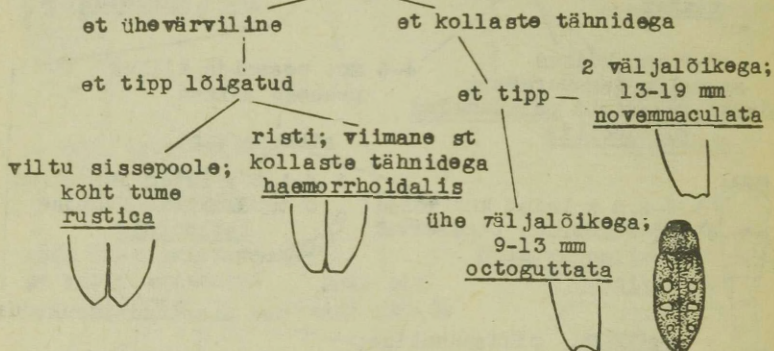 et ühevärviline
et kollaste tähnidega
et tipp lõigatud
et tipp —
2 väljalõikega;
13-19 mm
novemmaculata
viltu sissepoole;
kõht tume
rustica
risti; viimane st
kollaste tähnidega
haemorrhoidalis
ühe väljalõikega;
9-13 mm
octoguttata